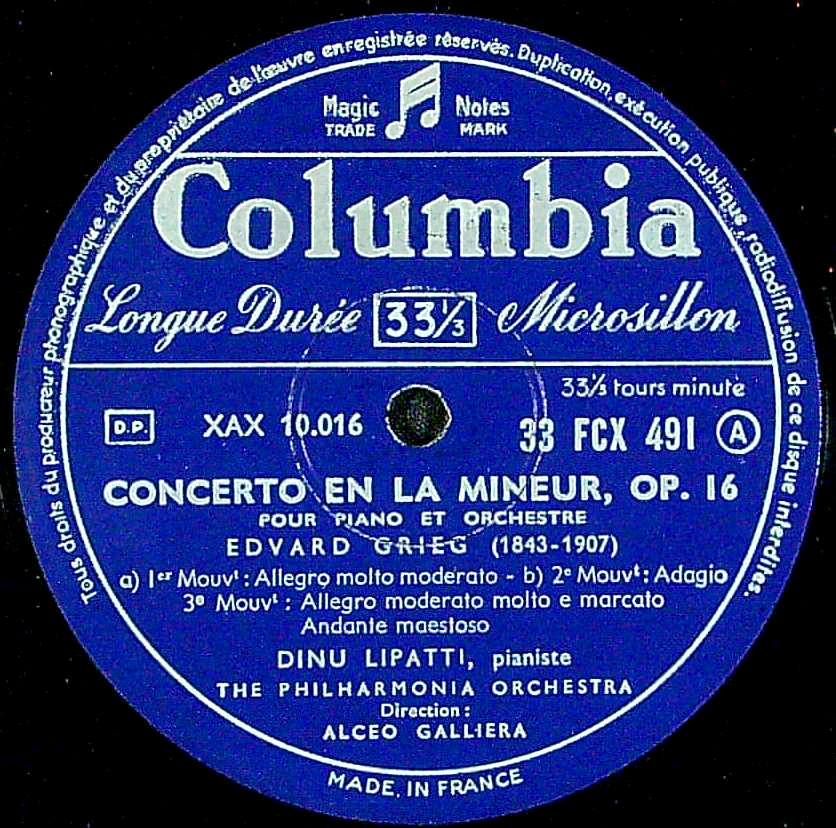 Tous droits du producteur phonographique et du propriétaire de l'œuvre enregistrée réservés. Duplication, exécution publique, radiodiffusion de ce disque interdites.
Magic Notes
TRADE MARK
Columbia
Longue Durée 33⅓ Microsillon
33⅓ tours minute
D.P. XAX 10.016 33 FCX 491 A
CONCERTO EN LA MINEUR, OP. 16
POUR PIANO ET ORCHESTRE
EDVARD GRIEG (1843-1907)
a) 1er Mouvt : Allegro molto moderato - b) 2e Mouvt : Adagio
3e Mouvt : Allegro moderato molto e marcato
Andante maestoso
DINU LIPATTI, pianiste
THE PHILHARMONIA ORCHESTRA
Direction :
ALCEO GALLIERA
MADE IN FRANCE